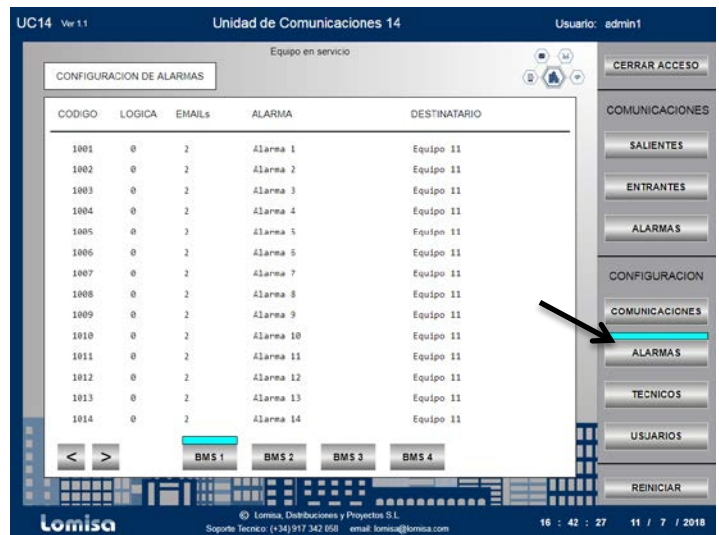 UC14 Ver 1.1 Unidad de Comunicaciones 14 Usuario: admin1
Equipo en servicio
CONFIGURACION DE ALARMAS
CODIGO LOGICA EMAILs ALARMA DESTINATARIO
1001 0 2 Alarma 1 Equipo 11
1002 0 2 Alarma 2 Equipo 11
1003 0 2 Alarma 3 Equipo 11
1004 0 2 Alarma 4 Equipo 11
1005 0 2 Alarma 5 Equipo 11
1006 0 2 Alarma 6 Equipo 11
1007 0 2 Alarma 7 Equipo 11
1008 0 2 Alarma 8 Equipo 11
1009 0 2 Alarma 9 Equipo 11
1010 0 2 Alarma 10 Equipo 11
1011 0 2 Alarma 11 Equipo 11
1012 0 2 Alarma 12 Equipo 11
1013 0 2 Alarma 13 Equipo 11
1014 0 2 Alarma 14 Equipo 11
< > BMS 1 BMS 2 BMS 3 BMS 4
CERRAR ACCESO
COMUNICACIONES
SALIENTES
ENTRANTES
ALARMAS
CONFIGURACION
COMUNICACIONES
ALARMAS
TECNICOS
USUARIOS
REINICIAR
Lomisa
© Lomisa, Distribuciones y Proyectos S.L.
Soporte Tecnico: (+34) 917 342 058 email: lomisa@lomisa.com
16 : 42 : 27 11 / 7 / 2018